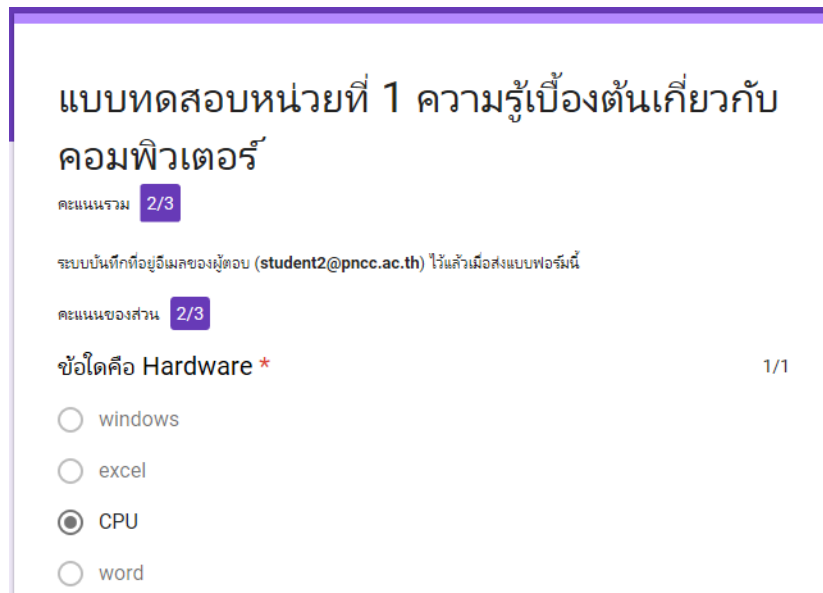 แบบทดสอบหน่วยที่ 1 ความรู้เบื้องต้นเกี่ยวกับ
คอมพิวเตอร์
คะแนนรวม 2/3
ระบบบันทึกที่อยู่อีเมลของผู้ตอบ (student2@pncc.ac.th) ไว้แล้วเมื่อส่งแบบฟอร์มนี้
คะแนนของส่วน 2/3
ข้อใดคือ Hardware * 1/1
windows
excel
CPU
word